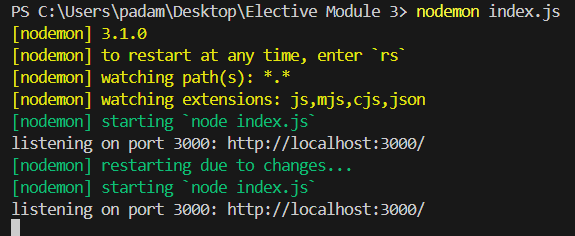 PS C:\Users\padam\Desktop\Elective Module 3> nodemon index.js
[nodemon] 3.1.0
[nodemon] to restart at any time, enter `rs`
[nodemon] watching path(s): *.*
[nodemon] watching extensions: js,mjs,cjs,json
[nodemon] starting `node index.js`
listening on port 3000: http://localhost:3000/
[nodemon] restarting due to changes...
[nodemon] starting `node index.js`
listening on port 3000: http://localhost:3000/